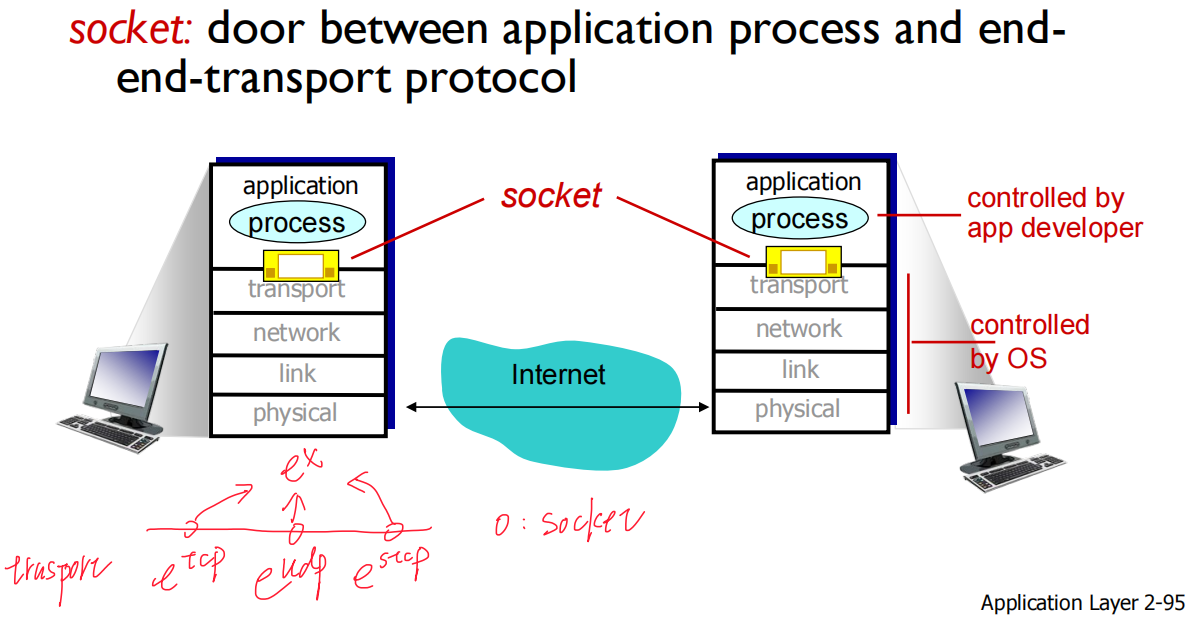 socket: door between application process and end-
end-transport protocol
application
process
transport
network
link
physical
socket
Internet
application
process
transport
network
link
physical
controlled by
app developer
controlled
by OS
e^x
trasport
e^tcp e^udp e^sctp
o : socket
Application Layer 2-95